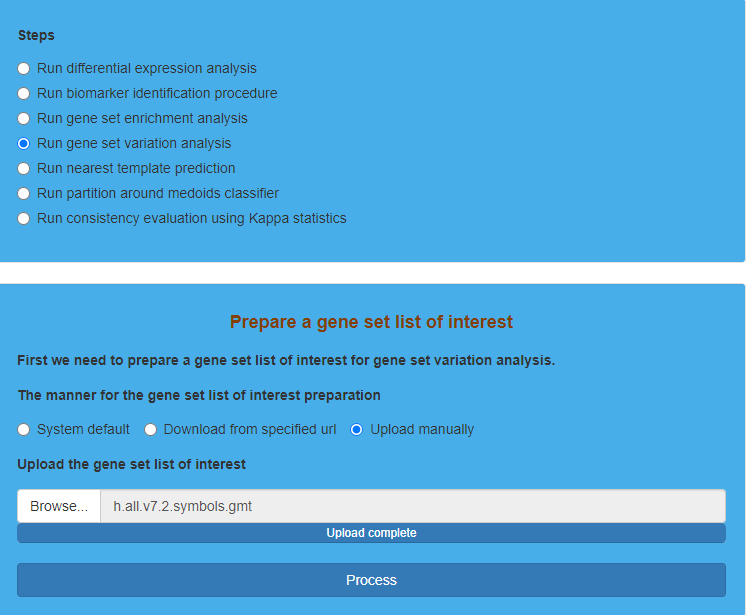 Steps
Run differential expression analysis
Run biomarker identification procedure
Run gene set enrichment analysis
Run gene set variation analysis
Run nearest template prediction
Run partition around medoids classifier
Run consistency evaluation using Kappa statistics
Prepare a gene set list of interest
First we need to prepare a gene set list of interest for gene set variation analysis.
The manner for the gene set list of interest preparation
System default Download from specified url Upload manually
Upload the gene set list of interest
Browse... h.all.v7.2.symbols.gmt
Upload complete
Process